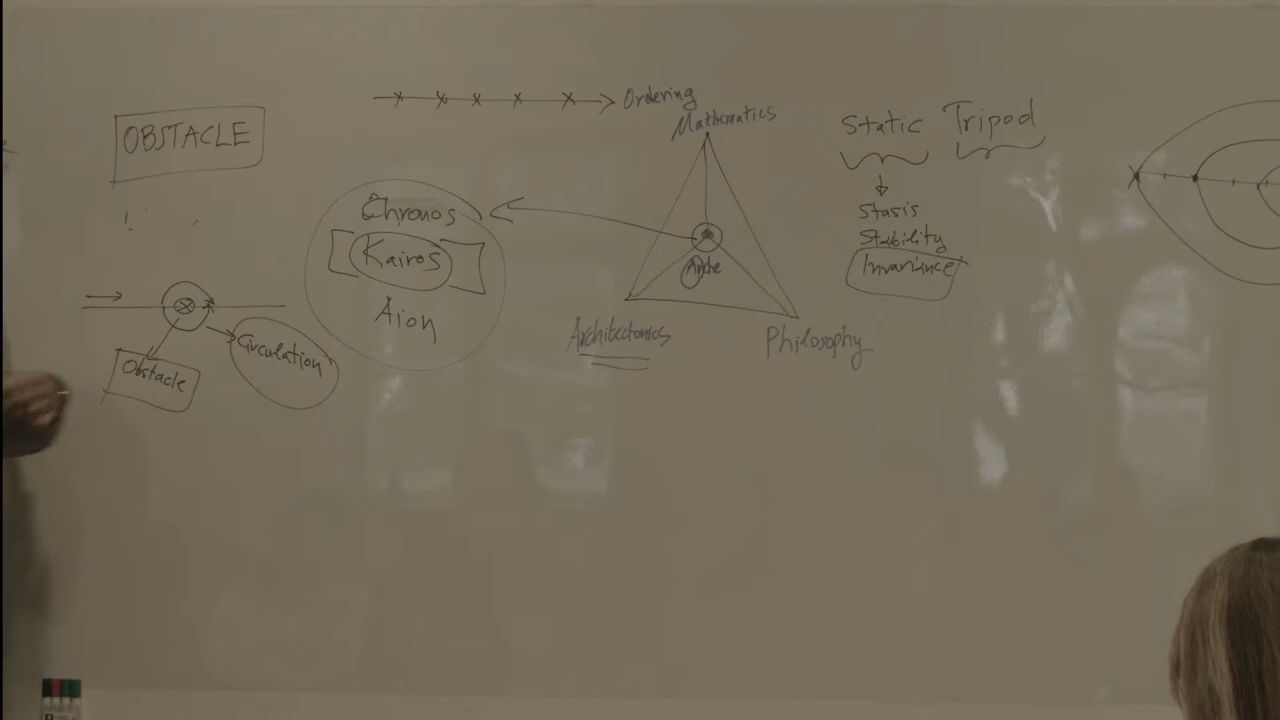 OBSTACLE
Obstacle
Circulation
Chronos
Kairos
Aion
Ordering
Mathematics
Arche
Architectonics
Philosophy
Static Tripod
Stasis
Stability
Invariance